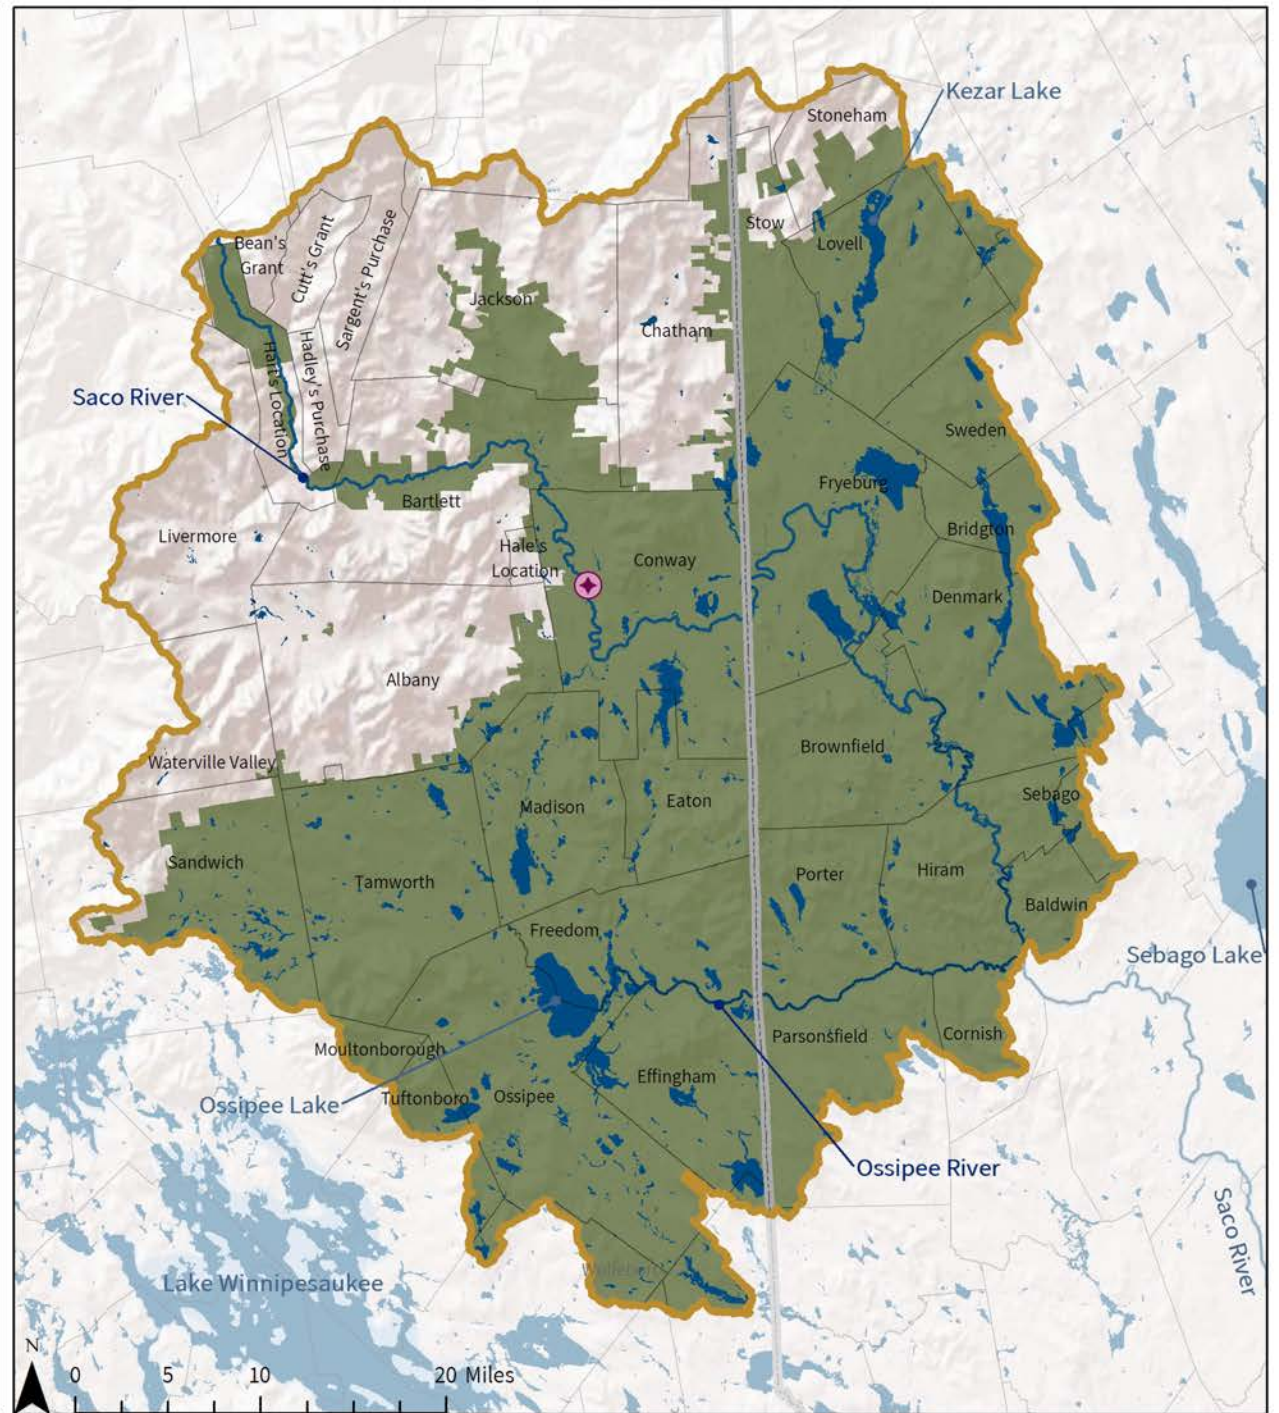 Kezar Lake
Stoneham
Stow
Lovell
Bean's
Grant
Cutt's Grant
Sargent's Purchase
Jackson
Chatham
Hart's Location
Hadley's Purchase
Saco River
Sweden
Fryeburg
Bartlett
Livermore
Hale's
Location
Conway
Bridgton
Denmark
Albany
Waterville Valley
Brownfield
Madison
Eaton
Sebago
Sandwich
Tamworth
Porter
Hiram
Baldwin
Freedom
Sebago Lake
Parsonsfield
Cornish
Moultonborough
Effingham
Ossipee Lake
Tuftonboro
Ossipee
Ossipee River
Saco River
Lake Winnipesaukee
N
0 5 10 20 Miles